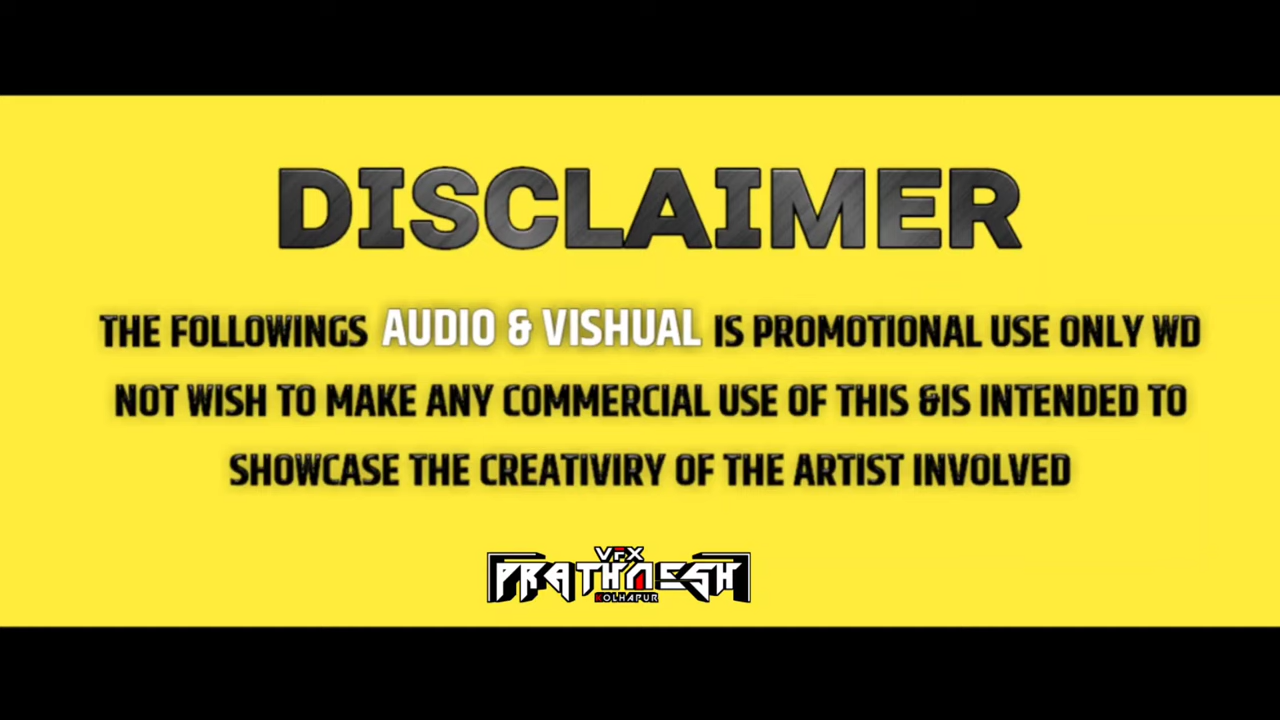 DISCLAIMER
THE FOLLOWINGS AUDIO & VISHUAL IS PROMOTIONAL USE ONLY WD
NOT WISH TO MAKE ANY COMMERCIAL USE OF THIS &IS INTENDED TO
SHOWCASE THE CREATIVIRY OF THE ARTIST INVOLVED
VFX
PRATHMESH
KOLHAPUR